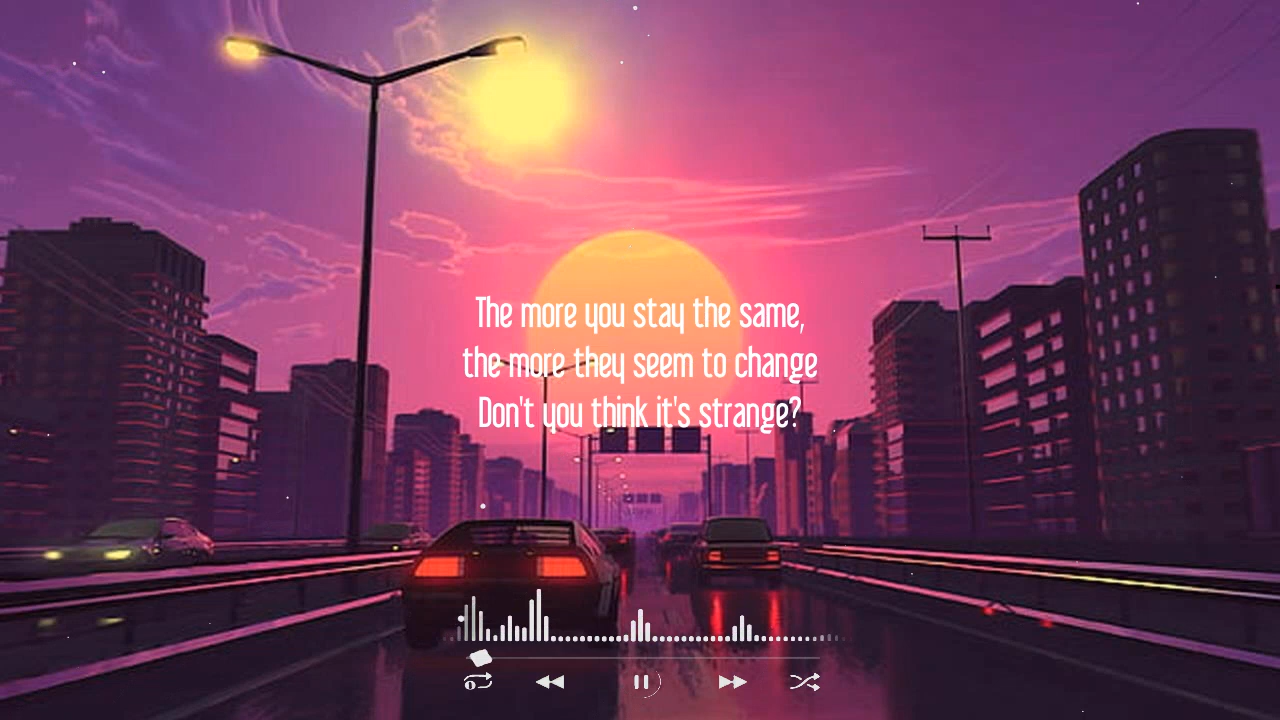 The more you stay the same,
the more they seem to change
Don't you think it's strange?